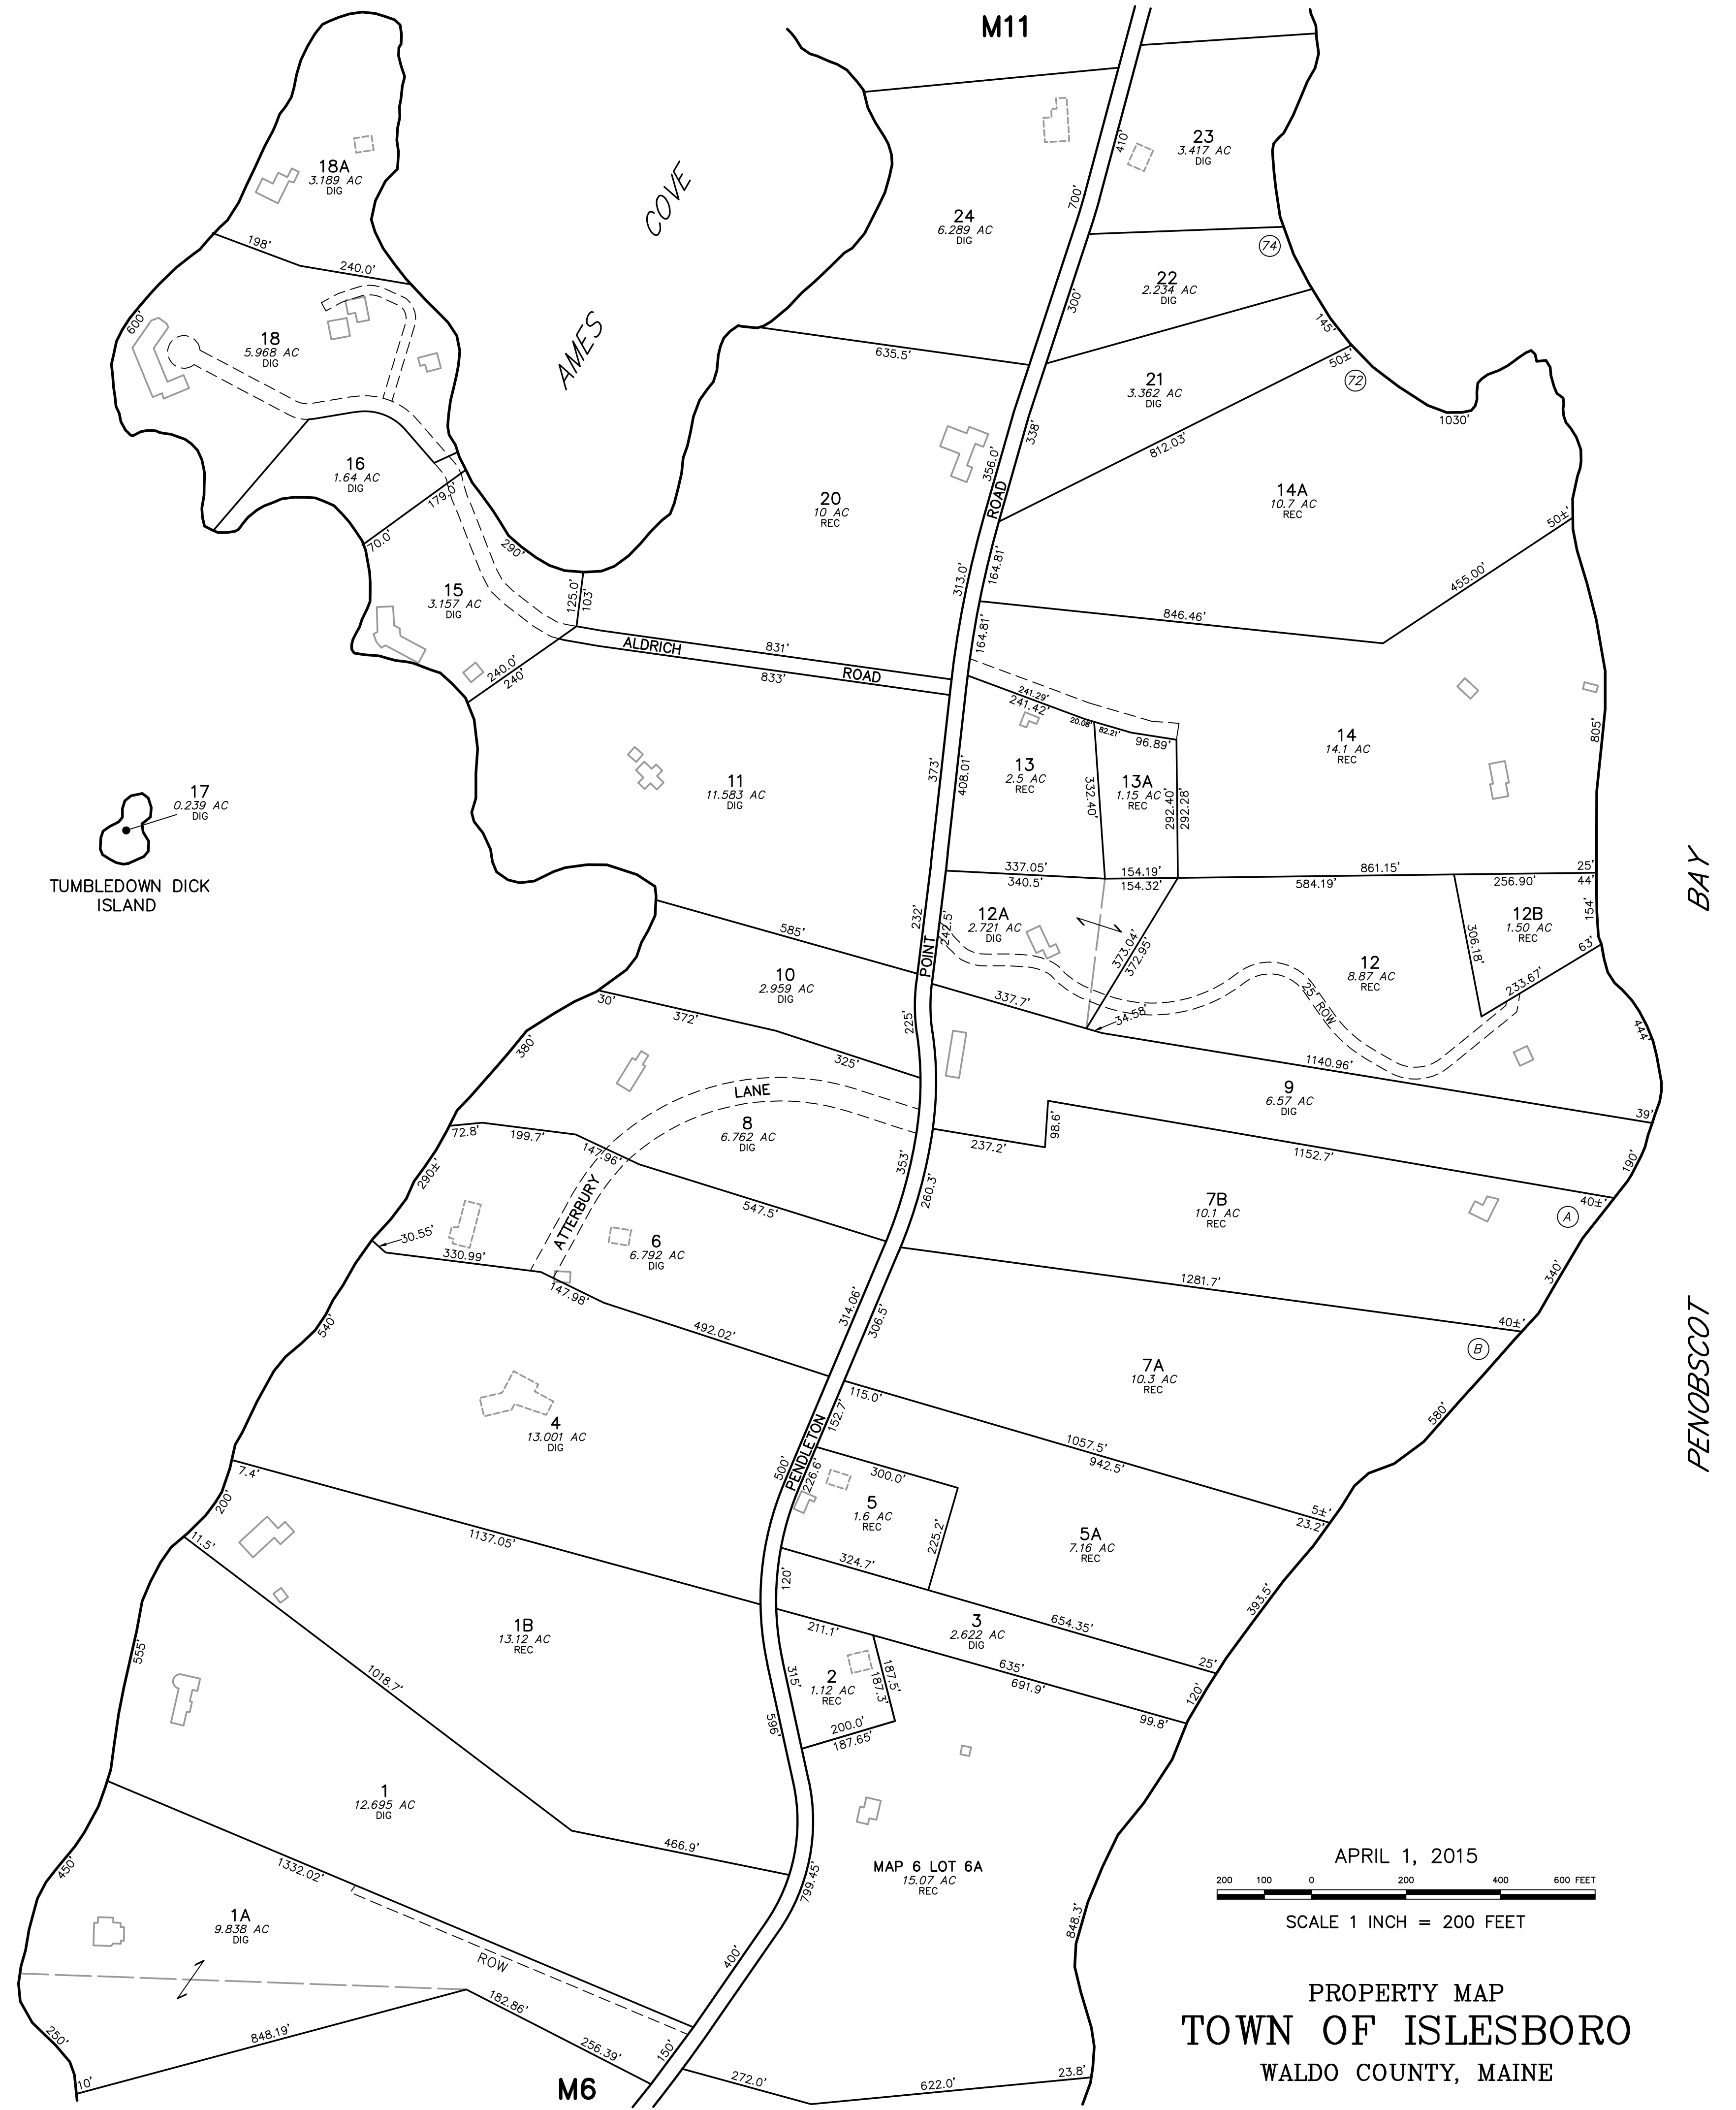 M11
18A
3.189 AC
DIG
198'
240.0'
600'
18
5.968 AC
DIG
16
1.64 AC
DIG
179.0'
70.0'
290'
15
3.157 AC
DIG
125.0'
103'
240.0'
240'
AMES COVE
24
6.289 AC
DIG
700'
410'
23
3.417 AC
DIG
74
22
2.234 AC
DIG
300'
145'
50±'
72
635.5'
21
3.362 AC
DIG
338'
812.03'
356.0'
ROAD
1030'
20
10 AC
REC
14A
10.7 AC
REC
50±'
455.00'
313.0'
164.81'
846.46'
164.81'
ALDRICH ROAD
831'
833'
241.29'
241.42'
20.08'
82.21'
96.89'
14
14.1 AC
REC
805'
13
2.5 AC
REC
13A
1.15 AC
REC
332.40'
292.40'
292.28'
373'
408.01'
11
11.583 AC
DIG
17
0.239 AC
DIG
TUMBLEDOWN DICK
ISLAND
337.05'
340.5'
154.19'
154.32'
861.15'
584.19'
256.90'
25'
44'
BAY
232'
242.5'
12A
2.721 AC
DIG
373.04'
372.95'
12
8.87 AC
REC
25' ROW
306.18'
12B
1.50 AC
REC
154'
63'
233.67'
585'
POINT
337.7'
34.58'
444'
10
2.959 AC
DIG
30'
372'
325'
225'
1140.96'
39'
9
6.57 AC
DIG
380'
LANE
8
6.762 AC
DIG
98.6'
237.2'
1152.7'
190'
40±'
A
72.8'
199.7'
147.96'
353'
260.3'
290±'
ATTERBURY
547.5'
7B
10.1 AC
REC
30.55'
330.99'
6
6.792 AC
DIG
147.98'
1281.7'
340'
40±'
B
PENOBSCOT
540'
492.02'
314.06'
306.5'
7A
10.3 AC
REC
115.0'
152.7'
PENDLETON
580'
4
13.001 AC
DIG
1057.5'
942.5'
7.4'
500'
226.6'
300.0'
5±'
23.2'
200'
5
1.6 AC
REC
225.2'
5A
7.16 AC
REC
11.5'
1137.05'
324.7'
120'
393.5'
1B
13.12 AC
REC
211.1'
3
2.622 AC
DIG
654.35'
25'
555'
1018.7'
315'
2
1.12 AC
REC
187.5'
187.3'
635'
691.9'
120'
99.8'
596'
200.0'
187.65'
1
12.695 AC
DIG
466.9'
450'
1332.02'
799.45'
MAP 6 LOT 6A
15.07 AC
REC
848.3'
1A
9.838 AC
DIG
ROW
400'
250'
848.19'
182.86'
256.39'
150'
10'
M6
272.0'
622.0'
23.8'
APRIL 1, 2015
200 100 0 200 400 600 FEET
SCALE 1 INCH = 200 FEET
PROPERTY MAP
TOWN OF ISLESBORO
WALDO COUNTY, MAINE